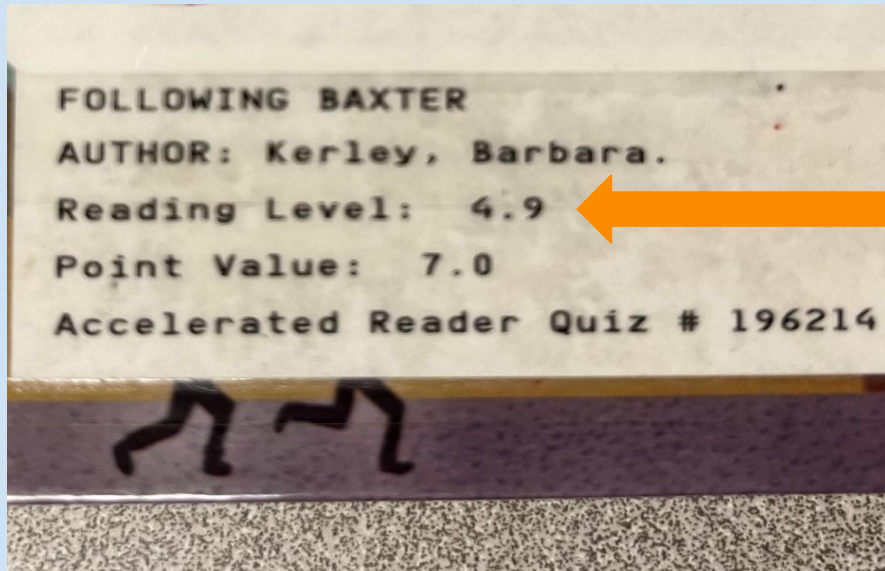 FOLLOWING BAXTER
AUTHOR: Kerley, Barbara.
Reading Level: 4.9
Point Value: 7.0
Accelerated Reader Quiz # 196214